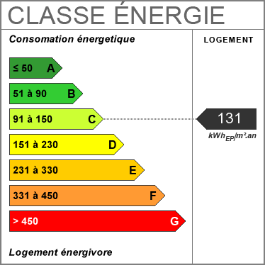 CLASSE ÉNERGIE
Consomation énergetique
LOGEMENT
≤ 50 A
51 à 90 B
91 à 150 C
131
kWhEP/m².an
151 à 230 D
231 à 330 E
331 à 450 F
> 450 G
Logement énergivore